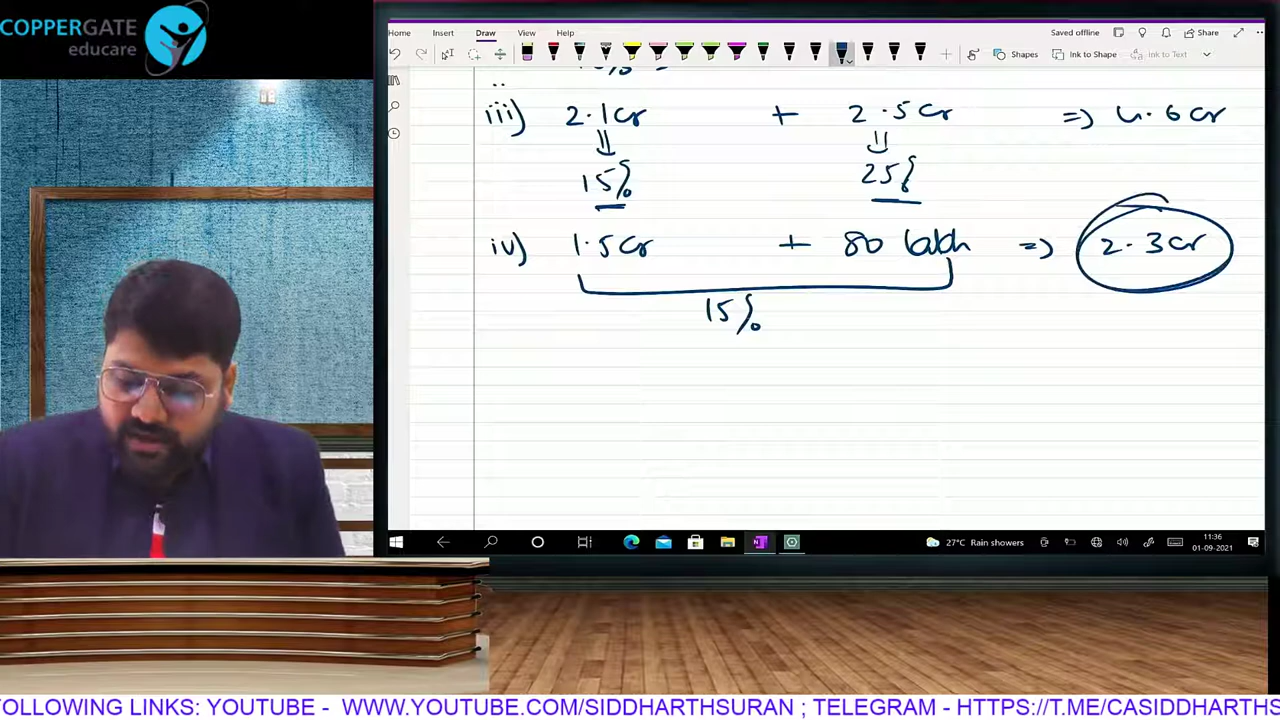 COPPERGATE
educare
Home Insert Draw View Help
Saved offline
Share
Shapes
Ink to Shape
Ink to Text
iii) 2.1cr + 2.5cr => 4.6cr
15% 25%
iv) 1.5cr + 80 lakh => 2.3cr
15%
27°C Rain showers
11:36
01-09-2021
FOLLOWING LINKS: YOUTUBE - WWW.YOUTUBE.COM/SIDDHARTHSURAN ; TELEGRAM - HTTPS://T.ME/CASIDDHARTHS